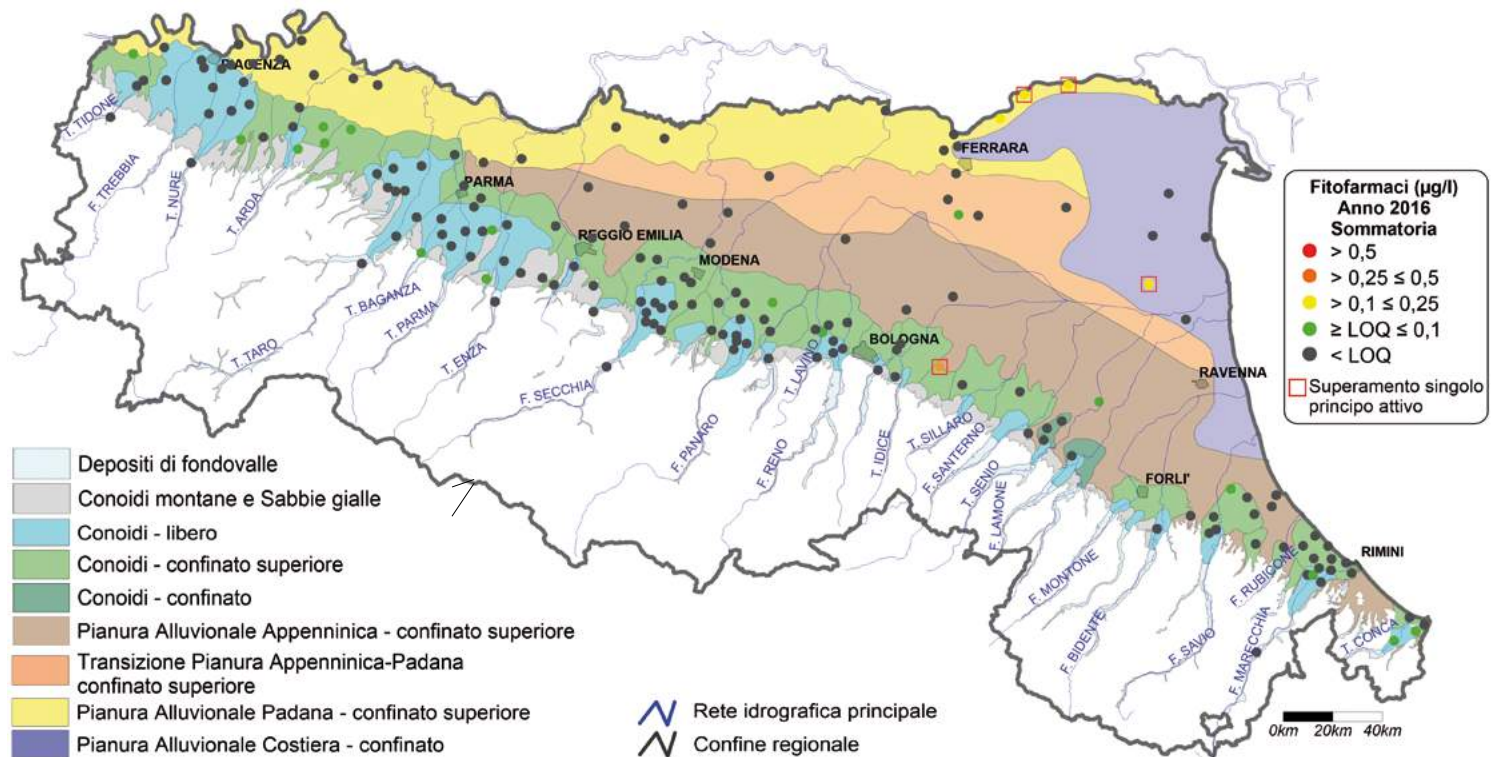 PIACENZA
T. TIDONE
F. TREBBIA
T. NURE
T. ARDA
PARMA
REGGIO EMILIA
MODENA
FERRARA
BOLOGNA
RAVENNA
FORLI'
RIMINI
T. TARO
T. BAGANZA
T. PARMA
T. ENZA
F. SECCHIA
F. PANARO
F. RENO
T. LAVINO
T. IDICE
T. SILLARO
F. SANTERNO
T. SENIO
F. LAMONE
F. MONTONE
F. BIDENTE
F. SAVIO
F. RUBICONE
F. MARECCHIA
T. CONCA
Fitofarmaci (µg/l)
Anno 2016
Sommatoria
> 0,5
> 0,25 ≤ 0,5
> 0,1 ≤ 0,25
≥ LOQ ≤ 0,1
< LOQ
Superamento singolo
principo attivo
Depositi di fondovalle
Conoidi montane e Sabbie gialle
Conoidi - libero
Conoidi - confinato superiore
Conoidi - confinato
Pianura Alluvionale Appenninica - confinato superiore
Transizione Pianura Appenninica-Padana
confinato superiore
Pianura Alluvionale Padana - confinato superiore
Pianura Alluvionale Costiera - confinato
Rete idrografica principale
Confine regionale
0km 20km 40km